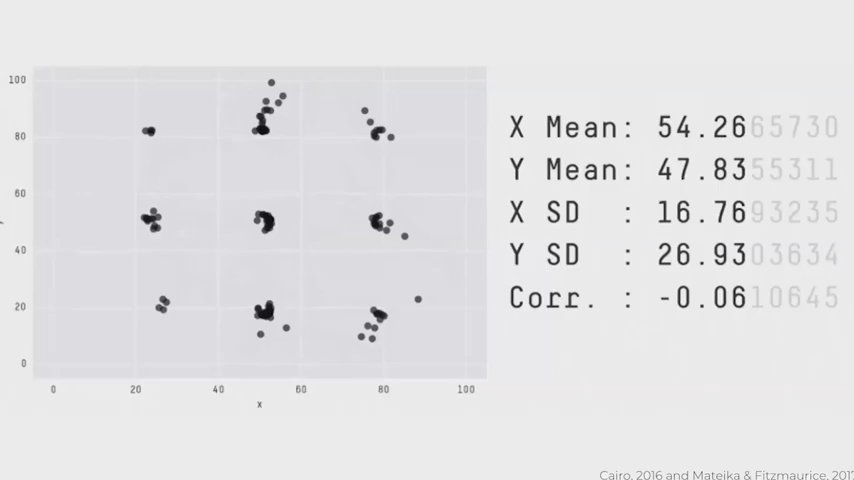 100
80
60
40
20
0
y
0 20 40 60 80 100
x
X Mean: 54.2665730
Y Mean: 47.8355311
X SD : 16.7693235
Y SD : 26.9303634
Corr. : -0.0610645
Cairo, 2016 and Mateika & Fitzmaurice, 2017